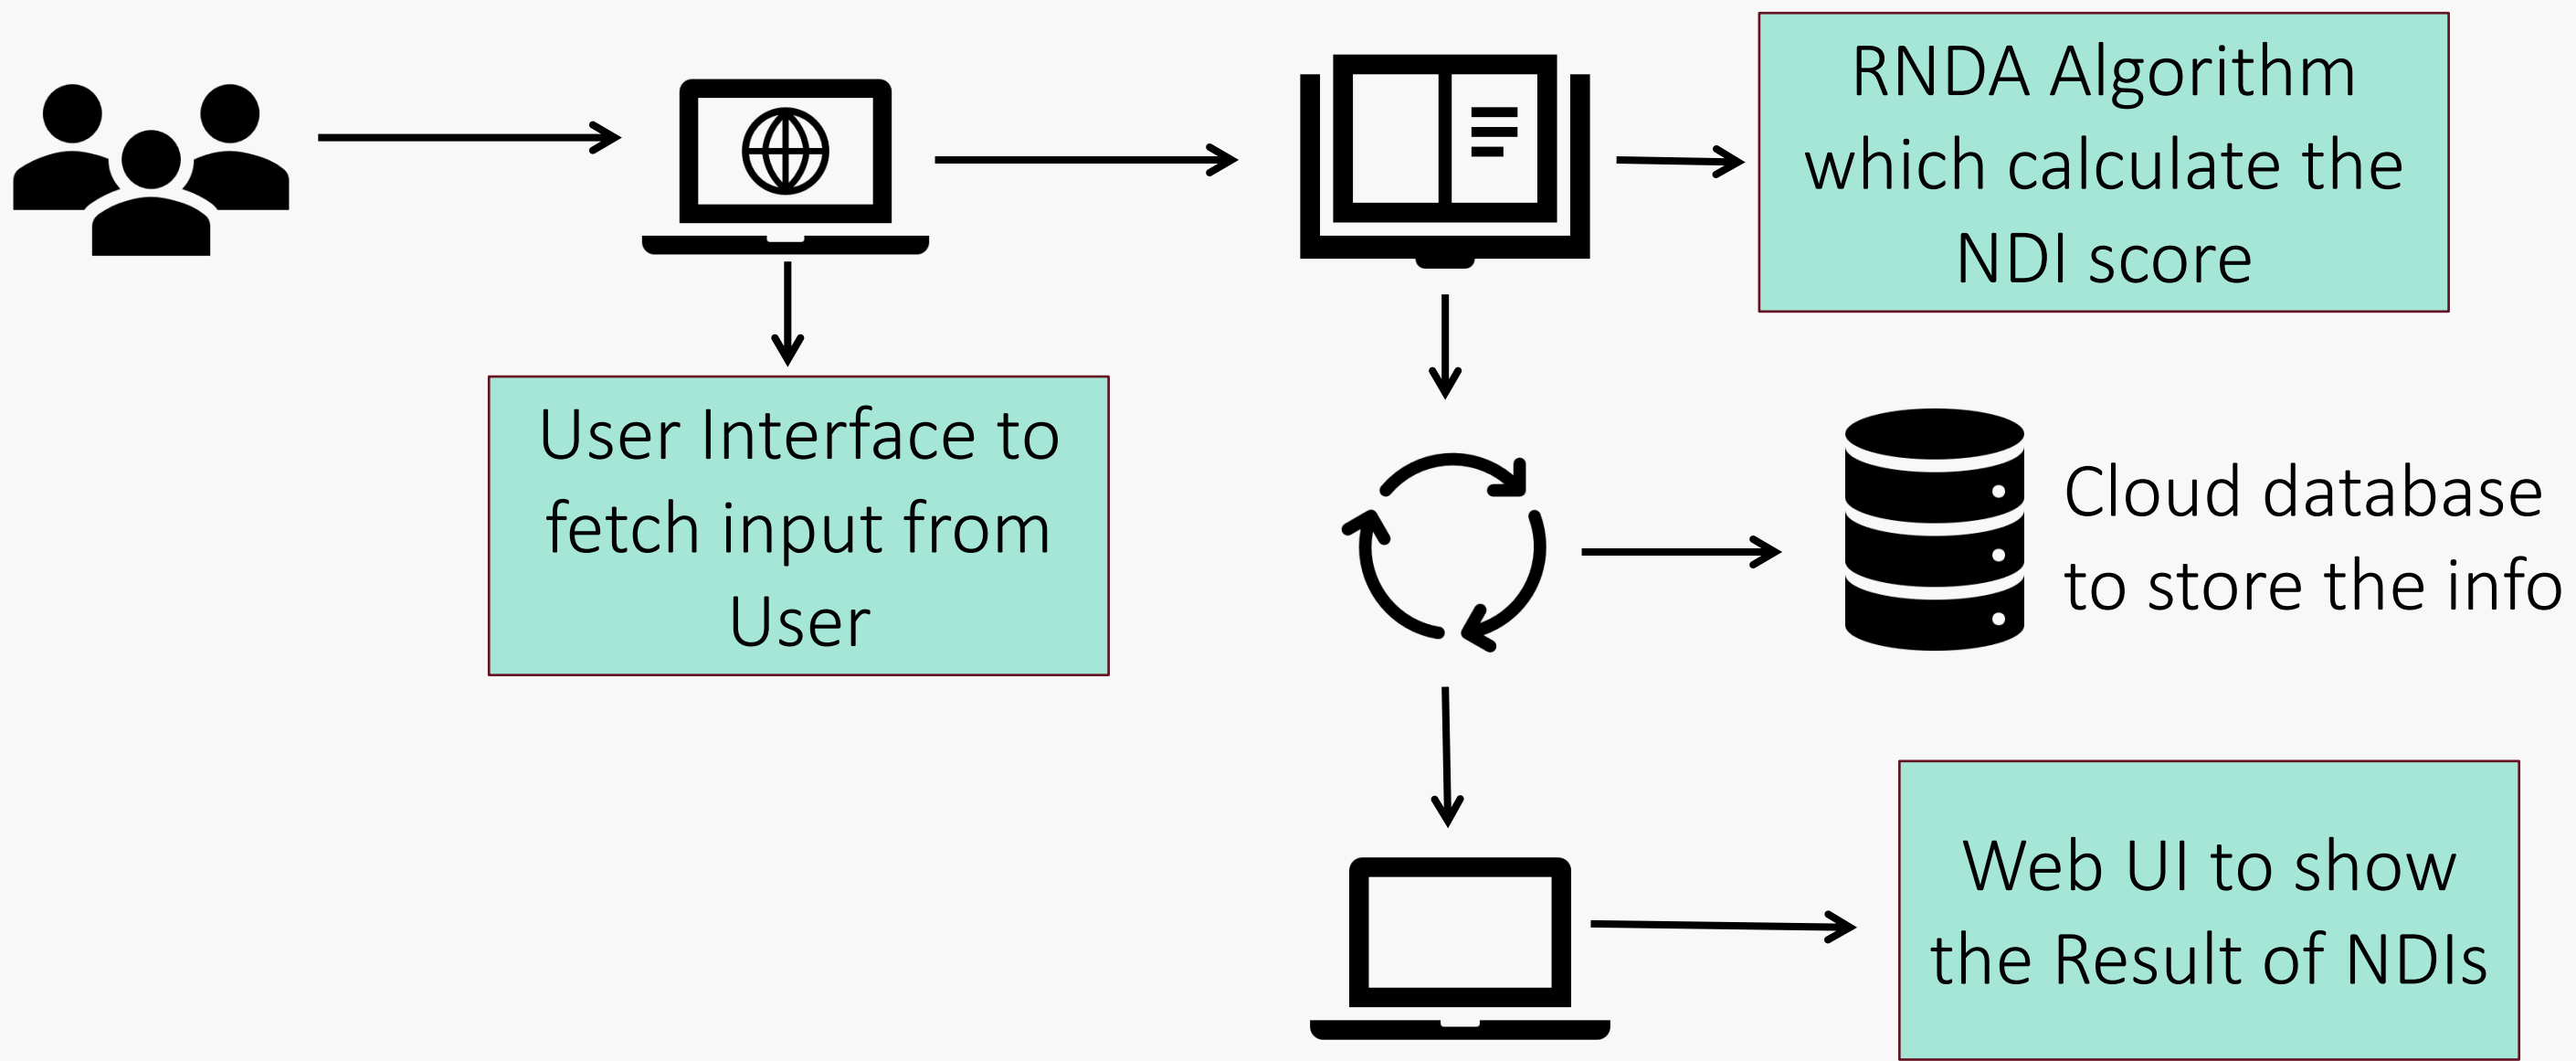 RNDA Algorithm
which calculate the
NDI score
User Interface to
fetch input from
User
Cloud database
to store the info
Web UI to show
the Result of NDIs